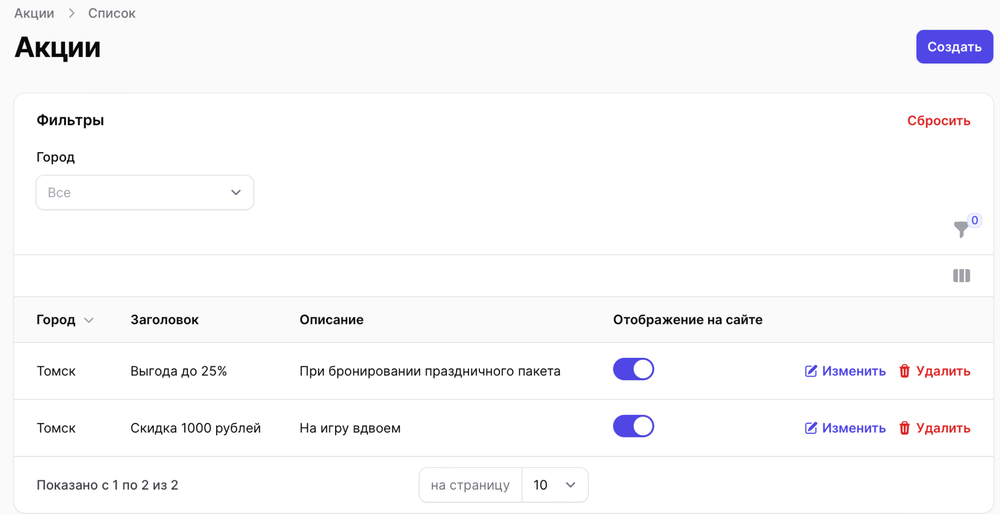 Акции > Список
Акции
Создать
Фильтры
Сбросить
Город
Все
0
Город Заголовок Описание Отображение на сайте
Томск Выгода до 25% При бронировании праздничного пакета Изменить Удалить
Томск Скидка 1000 рублей На игру вдвоем Изменить Удалить
Показано с 1 по 2 из 2 на страницу 10